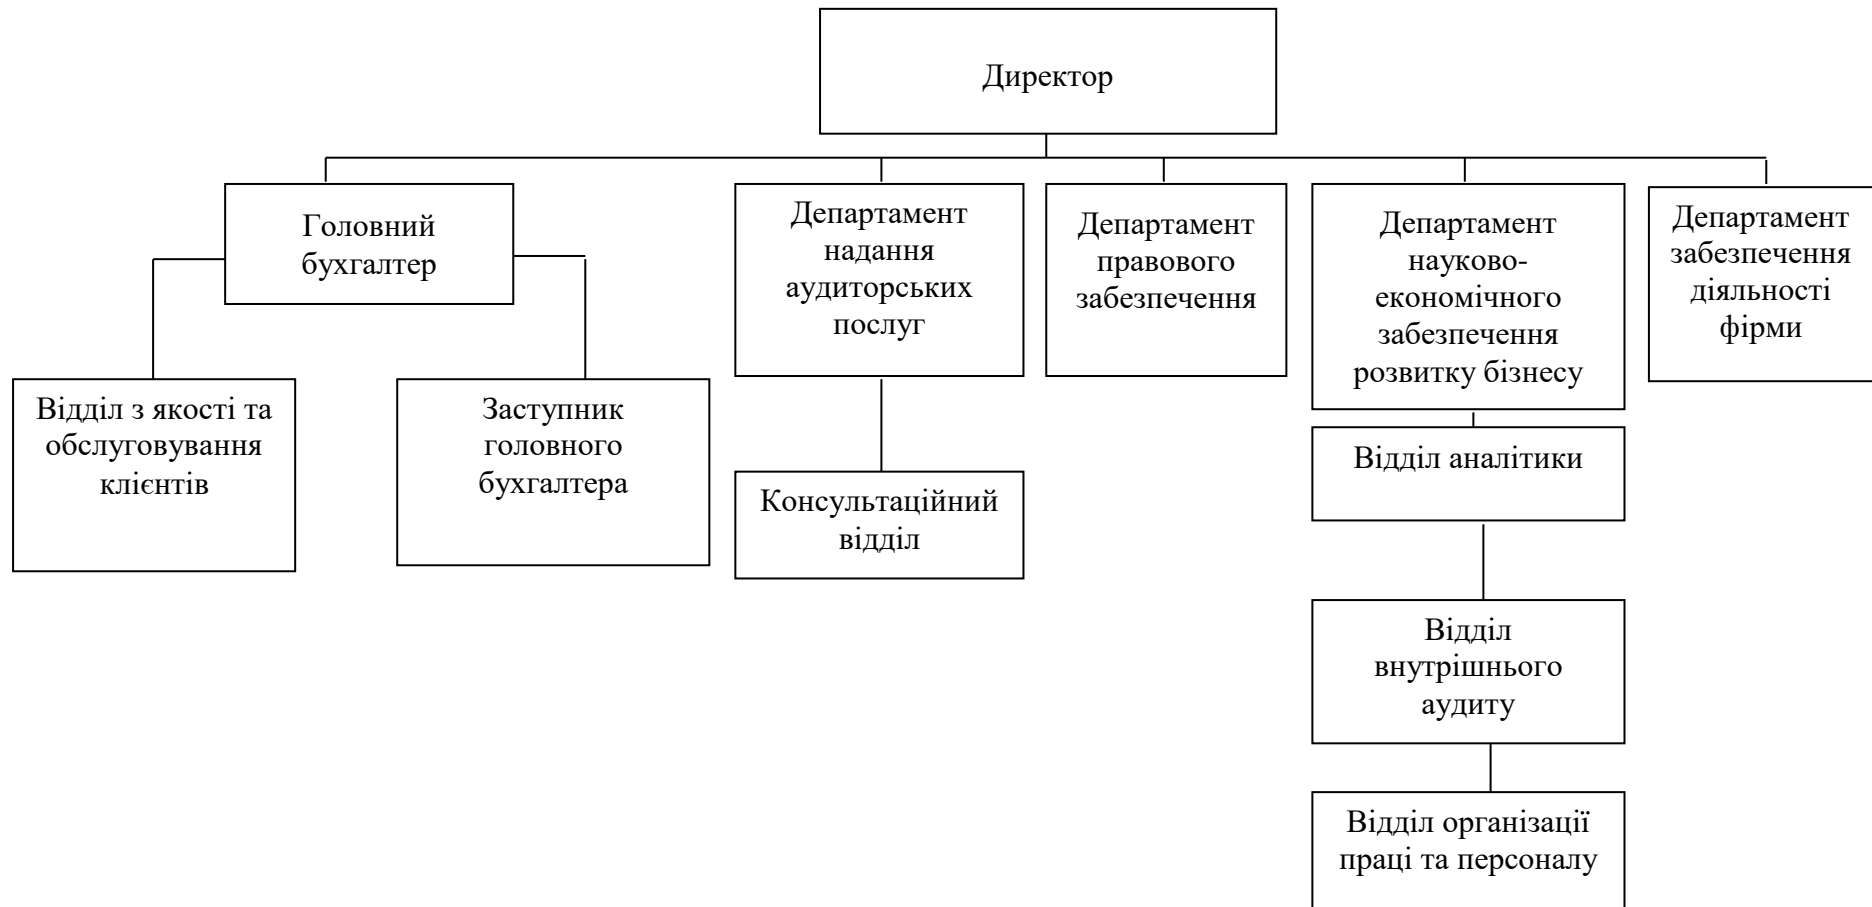 Директор
Головний
бухгалтер
Департамент
надання
аудиторських
послуг
Департамент
правового
забезпечення
Департамент
науково-
економічного
забезпечення
розвитку бізнесу
Департамент
забезпечення
діяльності
фірми
Відділ з якості та
обслуговування
клієнтів
Заступник
головного
бухгалтера
Консультаційний
відділ
Відділ аналітики
Відділ
внутрішнього
аудиту
Відділ організації
праці та персоналу